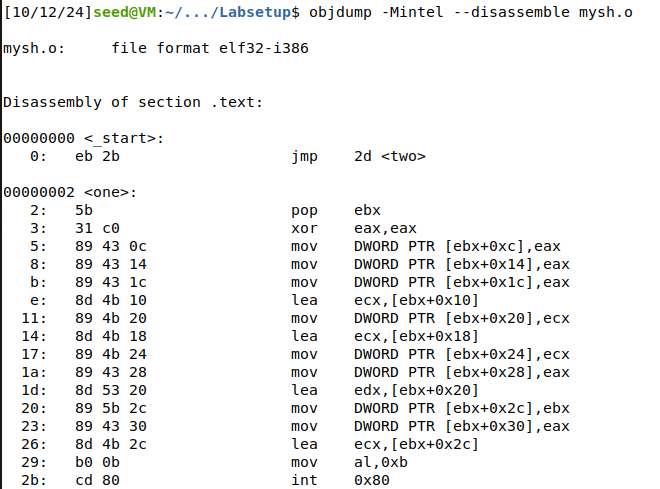 [10/12/24]seed@VM:~/.../Labsetup$ objdump -Mintel --disassemble mysh.o
mysh.o:     file format elf32-i386
Disassembly of section .text:
00000000 <_start>:
   0:   eb 2b                   jmp    2d <two>
00000002 <one>:
   2:   5b                      pop    ebx
   3:   31 c0                   xor    eax,eax
   5:   89 43 0c                mov    DWORD PTR [ebx+0xc],eax
   8:   89 43 14                mov    DWORD PTR [ebx+0x14],eax
   b:   89 43 1c                mov    DWORD PTR [ebx+0x1c],eax
   e:   8d 4b 10                lea    ecx,[ebx+0x10]
  11:   89 4b 20                mov    DWORD PTR [ebx+0x20],ecx
  14:   8d 4b 18                lea    ecx,[ebx+0x18]
  17:   89 4b 24                mov    DWORD PTR [ebx+0x24],ecx
  1a:   89 43 28                mov    DWORD PTR [ebx+0x28],eax
  1d:   8d 53 20                lea    edx,[ebx+0x20]
  20:   89 5b 2c                mov    DWORD PTR [ebx+0x2c],ebx
  23:   89 43 30                mov    DWORD PTR [ebx+0x30],eax
  26:   8d 4b 2c                lea    ecx,[ebx+0x2c]
  29:   b0 0b                   mov    al,0xb
  2b:   cd 80                   int    0x80